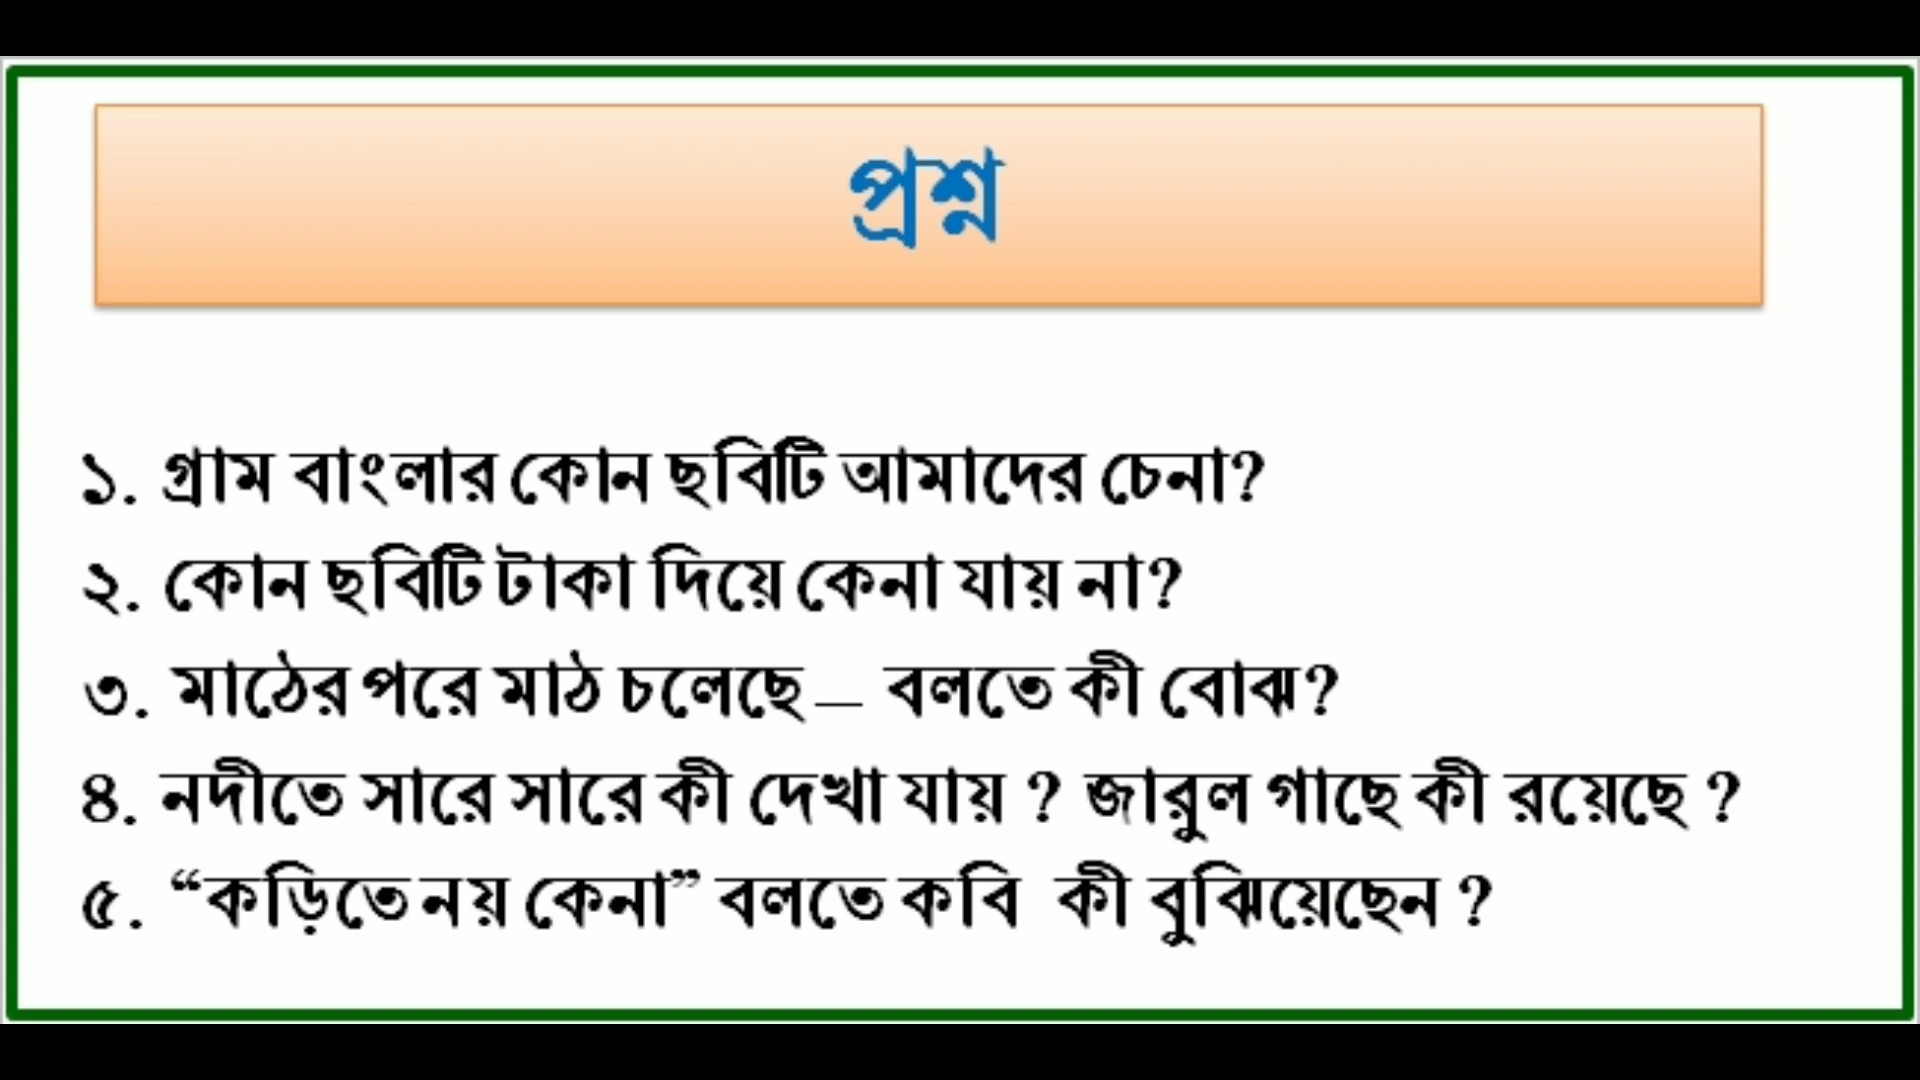 প্রশ্ন
১. গ্রাম বাংলার কোন ছবিটি আমাদের চেনা?
২. কোন ছবিটি টাকা দিয়ে কেনা যায় না?
৩. মাঠের পরে মাঠ চলেছে – বলতে কী বোঝ?
৪. নদীতে সারে সারে কী দেখা যায় ? জারুল গাছে কী রয়েছে ?
৫. “কড়িতে নয় কেনা” বলতে কবি কী বুঝিয়েছেন ?